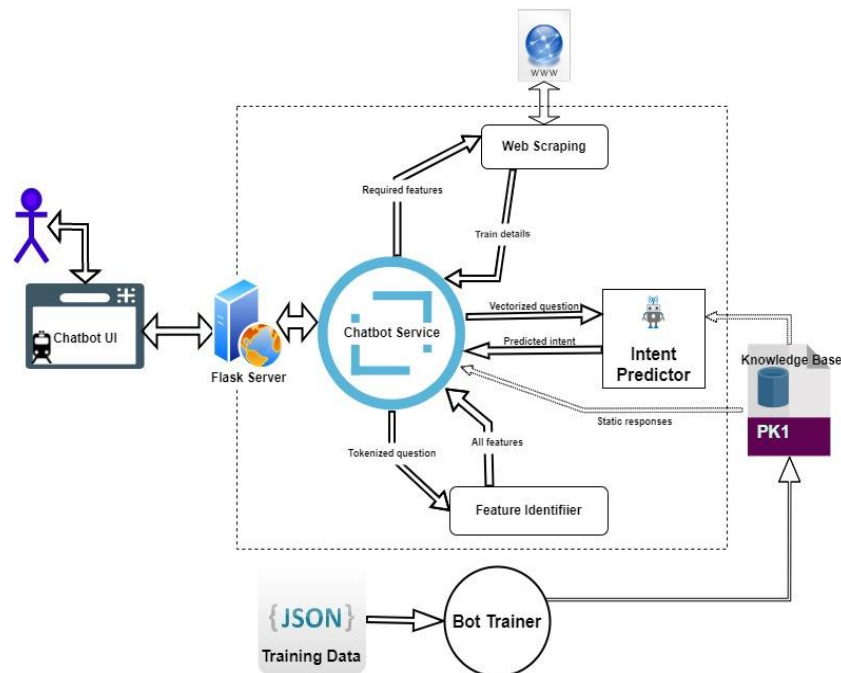 www
Web Scraping
Required features
Train details
Chatbot UI
Flask Server
Chatbot Service
Vectorized question
Predicted intent
Intent
Predictor
Knowledge Base
PK1
Static responses
Tokenized question
All features
Feature Identifiier
{JSON}
Training Data
Bot Trainer